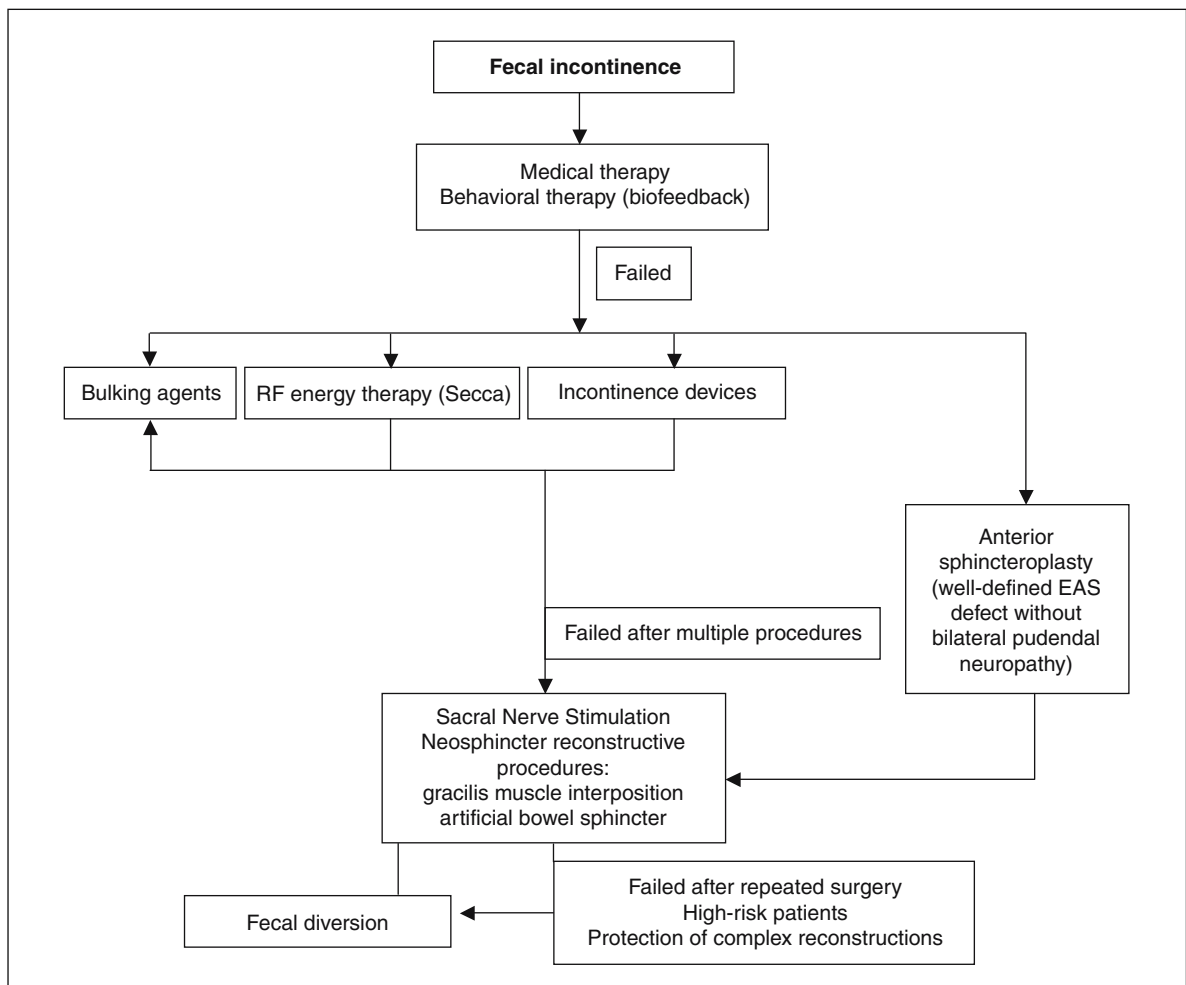 Fecal incontinence
Medical therapy
Behavioral therapy (biofeedback)
Failed
Bulking agents
RF energy therapy (Secca)
Incontinence devices
Anterior
sphincteroplasty
(well-defined EAS
defect without
bilateral pudendal
neuropathy)
Failed after multiple procedures
Sacral Nerve Stimulation
Neosphincter reconstructive
procedures:
gracilis muscle interposition
artificial bowel sphincter
Fecal diversion
Failed after repeated surgery
High-risk patients
Protection of complex reconstructions